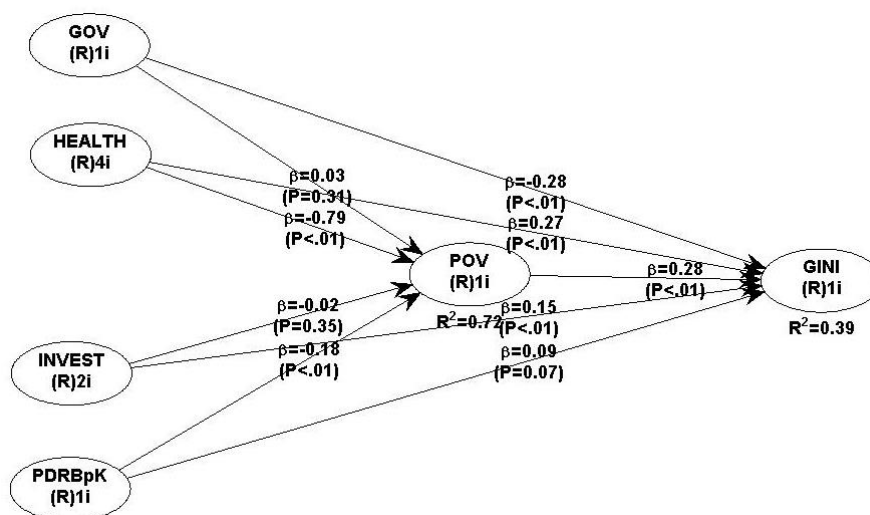 GOV
(R)1i
HEALTH
(R)4i
β=0.03
(P=0.31)
β=-0.79
(P<.01)
β=-0.28
(P<.01)
β=0.27
(P<.01)
POV
(R)1i
R²=0.72
β=0.28
(P<.01)
GINI
(R)1i
R²=0.39
β=-0.02
(P=0.35)
β=-0.18
(P<.01)
β=0.15
(P<.01)
β=0.09
(P=0.07)
INVEST
(R)2i
PDRBpK
(R)1i